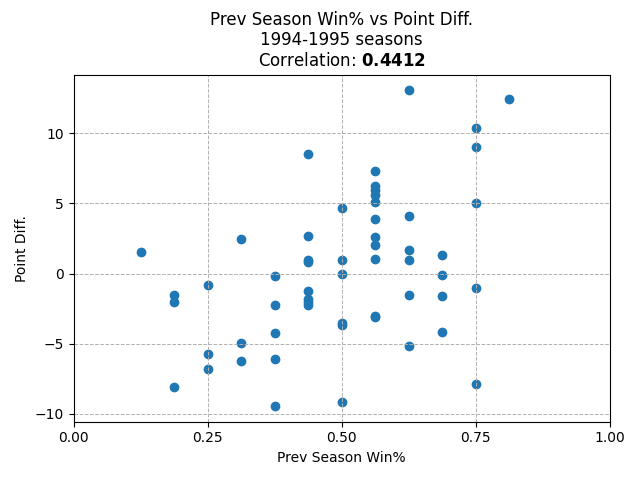 Prev Season Win% vs Point Diff.
1994-1995 seasons
Correlation: 0.4412
10
5
0
−5
−10
Point Diff.
0.00 0.25 0.50 0.75 1.00
Prev Season Win%